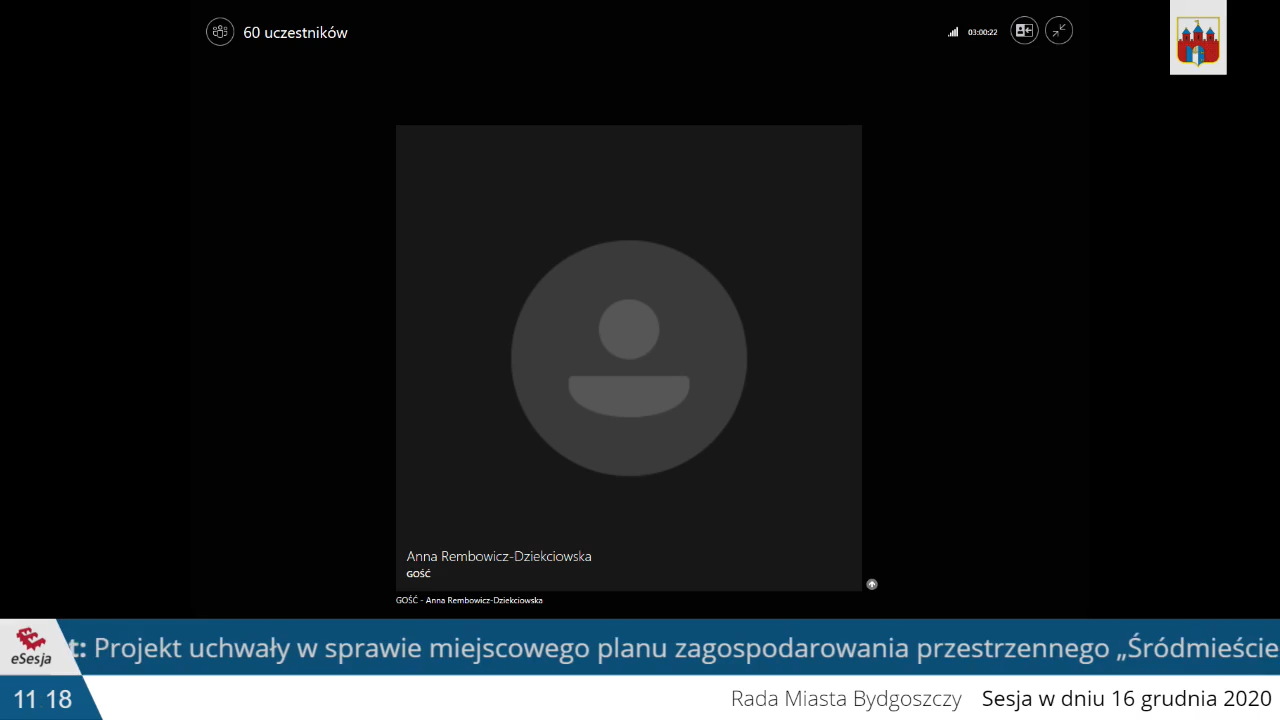 60 uczestników
03:00:22
Anna Rembowicz-Dziekciowska
GOŚĆ
GOŚĆ - Anna Rembowicz-Dziekciowska
t: Projekt uchwały w sprawie miejscowego planu zagospodarowania przestrzennego „Śródmieście
eSesja
11 18
Rada Miasta Bydgoszczy Sesja w dniu 16 grudnia 2020